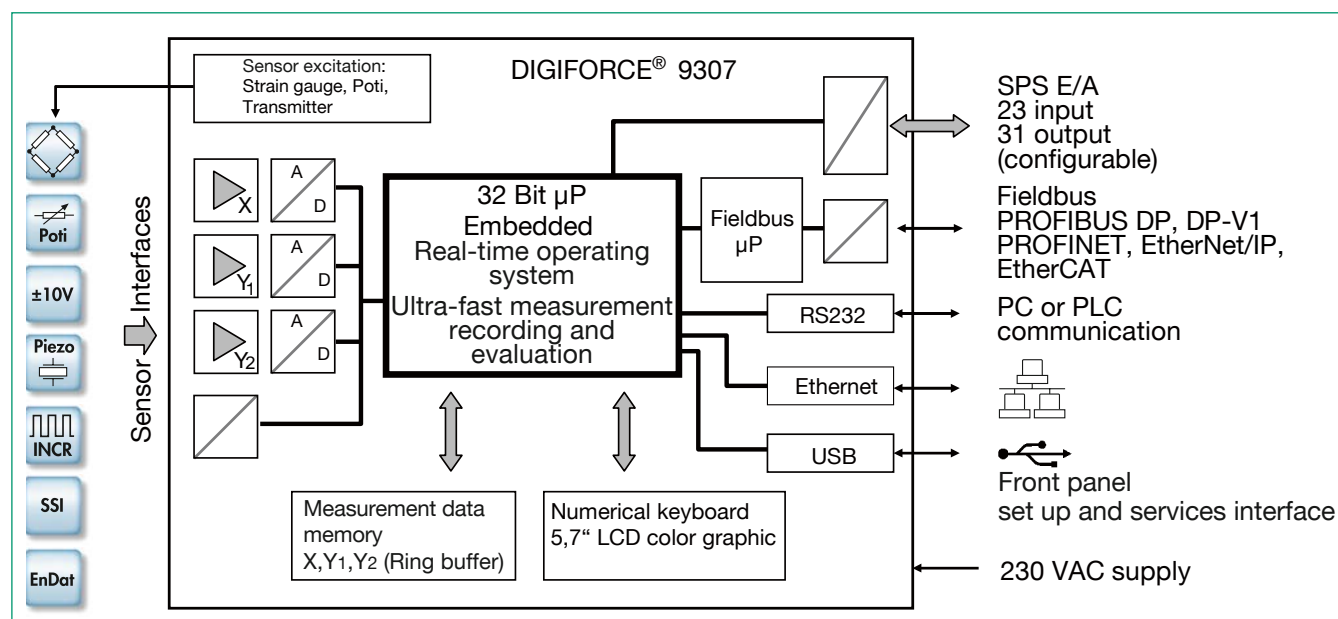 Sensor excitation:
Strain gauge, Poti,
Transmitter
DIGIFORCE® 9307
SPS E/A
23 input
31 output
(configurable)
Poti
±10V
Piezo
INCR
SSI
EnDat
Sensor Interfaces
X
A
D
Y1
A
D
Y2
A
D
32 Bit µP
Embedded
Real-time operating
system
Ultra-fast measurement
recording and
evaluation
Fieldbus
µP
Fieldbus
PROFIBUS DP, DP-V1
PROFINET, EtherNet/IP,
EtherCAT
RS232
PC or PLC
communication
Ethernet
USB
Front panel
set up and services interface
Measurement data
memory
X,Y1,Y2 (Ring buffer)
Numerical keyboard
5,7“ LCD color graphic
230 VAC supply